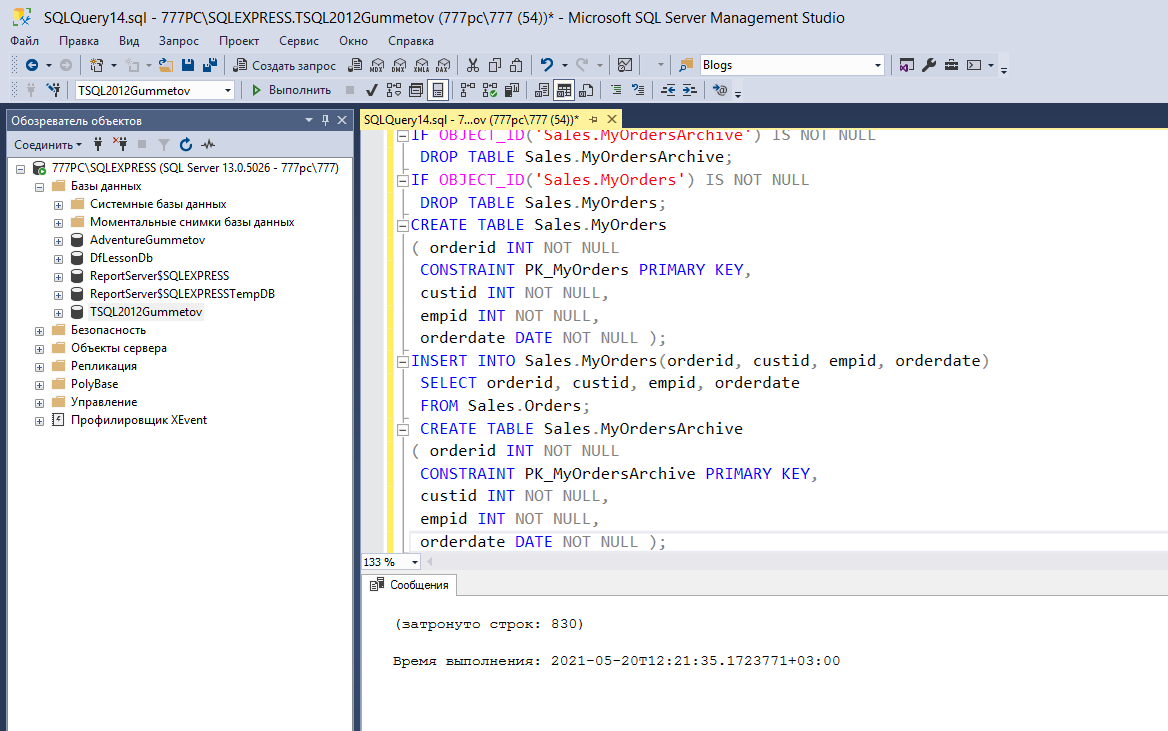 SQLQuery14.sql - 777PC\SQLEXPRESS.TSQL2012Gummetov (777pc\777 (54))* - Microsoft SQL Server Management Studio
Файл Правка Вид Запрос Проект Сервис Окно Справка
Создать запрос MDX DMX XMLA DAX Blogs
TSQL2012Gummetov Выполнить
Обозреватель объектов
SQLQuery14.sql - 7...ov (777pc\777 (54))*
Соединить
777PC\SQLEXPRESS (SQL Server 13.0.5026 - 777pc\777)
Базы данных
Системные базы данных
Моментальные снимки базы данных
AdventureGummetov
DfLessonDb
ReportServer$SQLEXPRESS
ReportServer$SQLEXPRESSTempDB
TSQL2012Gummetov
Безопасность
Объекты сервера
Репликация
PolyBase
Управление
Профилировщик XEvent
IF OBJECT_ID('Sales.MyOrdersArchive') IS NOT NULL
DROP TABLE Sales.MyOrdersArchive;
IF OBJECT_ID('Sales.MyOrders') IS NOT NULL
DROP TABLE Sales.MyOrders;
CREATE TABLE Sales.MyOrders
( orderid INT NOT NULL
CONSTRAINT PK_MyOrders PRIMARY KEY,
custid INT NOT NULL,
empid INT NOT NULL,
orderdate DATE NOT NULL );
INSERT INTO Sales.MyOrders(orderid, custid, empid, orderdate)
SELECT orderid, custid, empid, orderdate
FROM Sales.Orders;
CREATE TABLE Sales.MyOrdersArchive
( orderid INT NOT NULL
CONSTRAINT PK_MyOrdersArchive PRIMARY KEY,
custid INT NOT NULL,
empid INT NOT NULL,
orderdate DATE NOT NULL );
133 %
Сообщения
(затронуто строк: 830)
Время выполнения: 2021-05-20T12:21:35.1723771+03:00